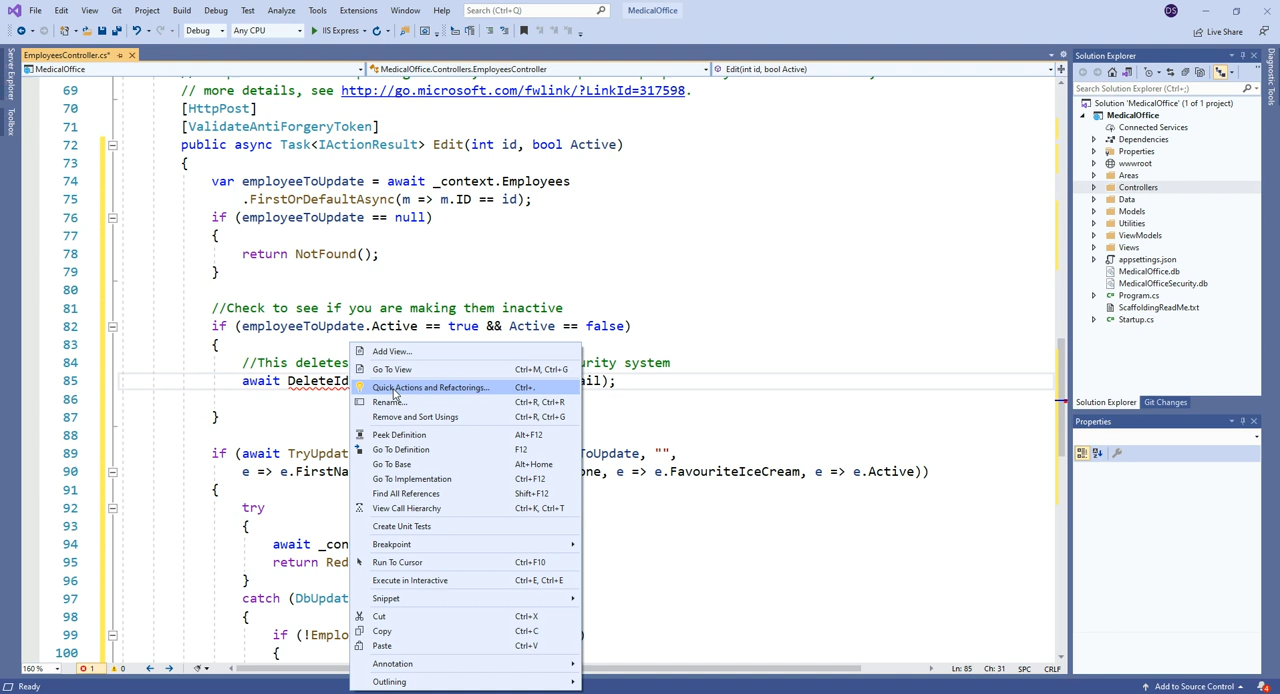 File Edit View Git Project Build Debug Test Analyze Tools Extensions Window Help Search (Ctrl+Q) MedicalOffice DS
Debug Any CPU IIS Express Live Share
EmployeesController.cs*
MedicalOffice MedicalOffice.Controllers.EmployeesController Edit(int id, bool Active)
Server Explorer
Toolbox
69
70 // more details, see http://go.microsoft.com/fwlink/?LinkId=317598.
70 [HttpPost]
71 [ValidateAntiForgeryToken]
72 public async Task<IActionResult> Edit(int id, bool Active)
73 {
74 var employeeToUpdate = await _context.Employees
75 .FirstOrDefaultAsync(m => m.ID == id);
76 if (employeeToUpdate == null)
77 {
78 return NotFound();
79 }
80
81 //Check to see if you are making them inactive
82 if (employeeToUpdate.Active == true && Active == false)
83 {
84 //This deletes urity system
85 await DeleteId ail);
86
87 }
88
89 if (await TryUpdat oUpdate, "",
90 e => e.FirstNa one, e => e.FavouriteIceCream, e => e.Active))
91 {
92 try
93 {
94 await _con
95 return Red
96 }
97 catch (DbUpdat
98 {
99 if (!Emplo )
100 {
Add View...
Go To View Ctrl+M, Ctrl+G
Quick Actions and Refactorings... Ctrl+.
Rename... Ctrl+R, Ctrl+R
Remove and Sort Usings Ctrl+R, Ctrl+G
Peek Definition Alt+F12
Go To Definition F12
Go To Base Alt+Home
Go To Implementation Ctrl+F12
Find All References Shift+F12
View Call Hierarchy Ctrl+K, Ctrl+T
Create Unit Tests
Breakpoint
Run To Cursor Ctrl+F10
Execute in Interactive Ctrl+E, Ctrl+E
Snippet
Cut Ctrl+X
Copy Ctrl+C
Paste Ctrl+V
Annotation
Outlining
160 % 1 0 Ln: 85 Ch: 31 SPC CRLF
Solution Explorer
Search Solution Explorer (Ctrl+;)
Solution 'MedicalOffice' (1 of 1 project)
MedicalOffice
Connected Services
Dependencies
Properties
wwwroot
Areas
Controllers
Data
Models
Utilities
ViewModels
Views
appsettings.json
MedicalOffice.db
MedicalOfficeSecurity.db
Program.cs
ScaffoldingReadMe.txt
Startup.cs
Solution Explorer Git Changes
Properties
Diagnostic Tools
Ready Add to Source Control 4